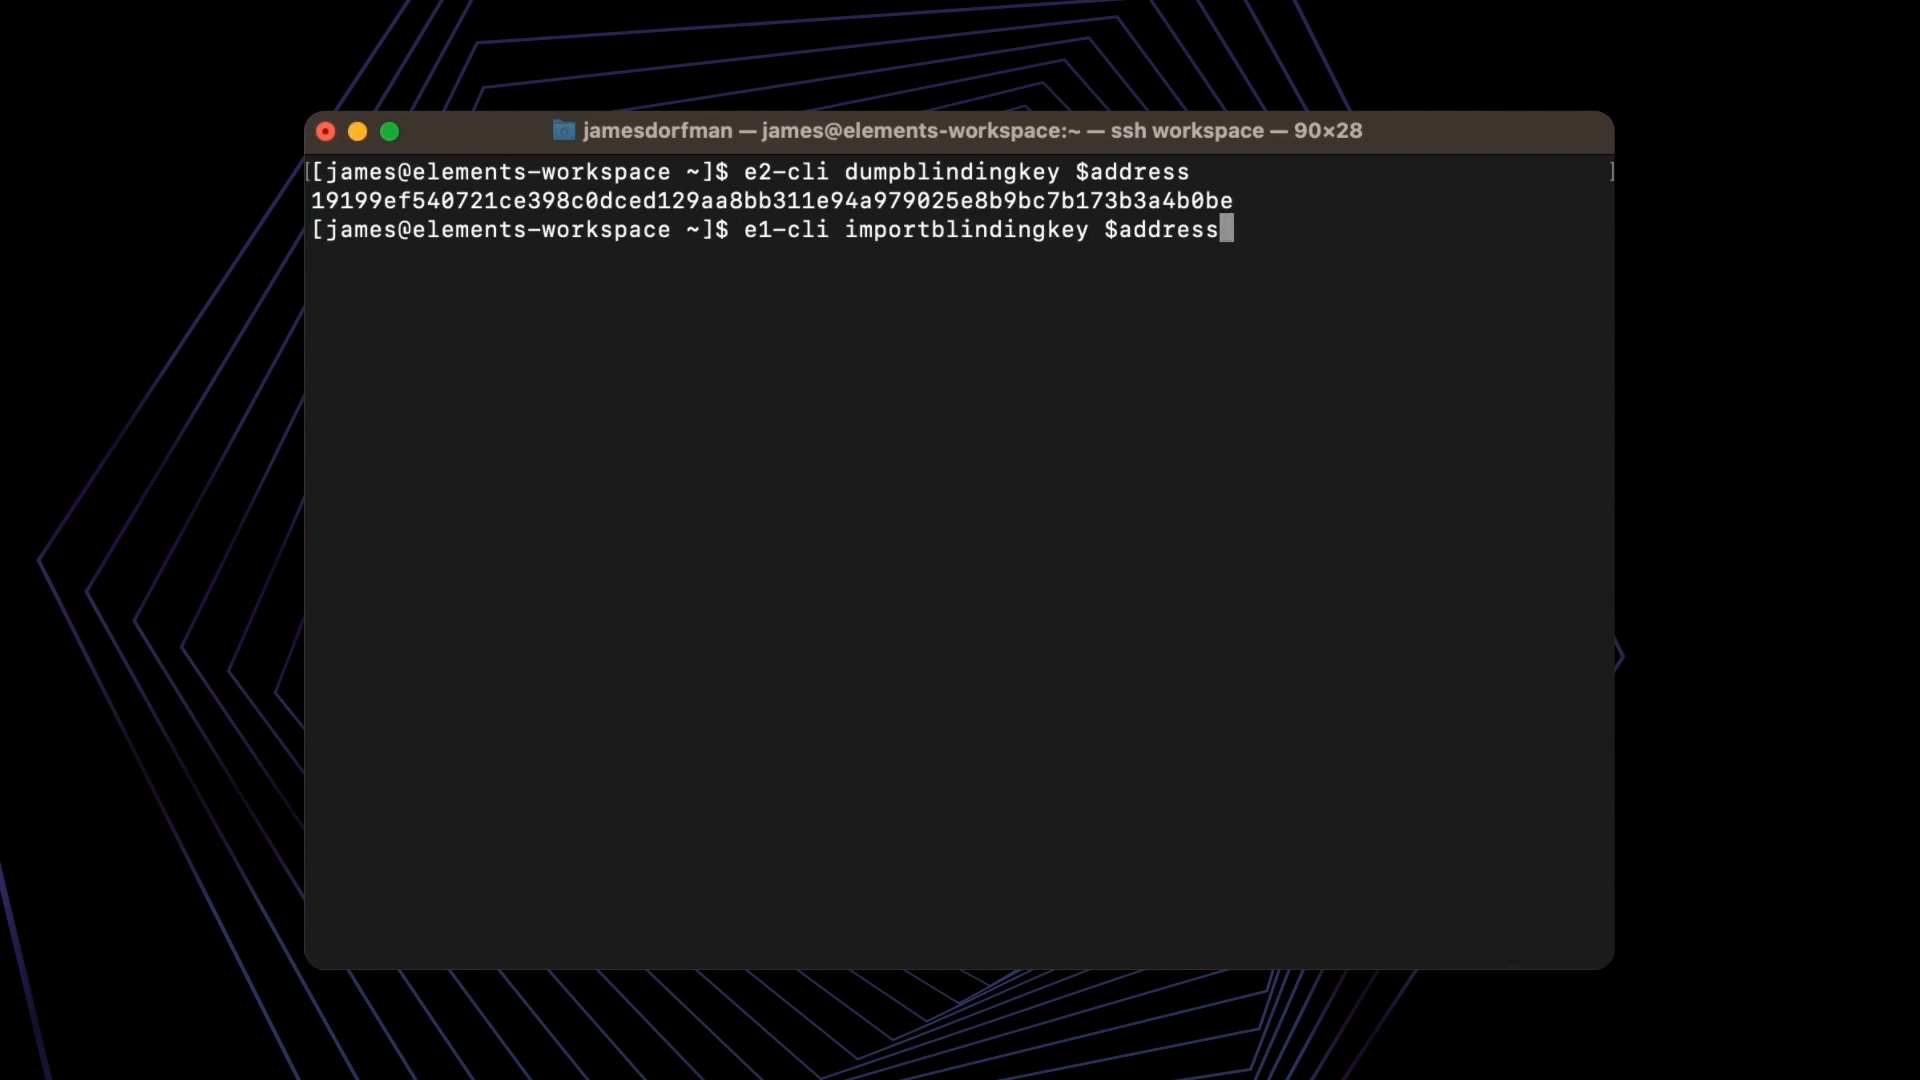 jamesdorfman — james@elements-workspace:~ — ssh workspace — 90×28
[[james@elements-workspace ~]$ e2-cli dumpblindingkey $address ]
19199ef540721ce398c0dced129aa8bb311e94a979025e8b9bc7b173b3a4b0be
[james@elements-workspace ~]$ e1-cli importblindingkey $address